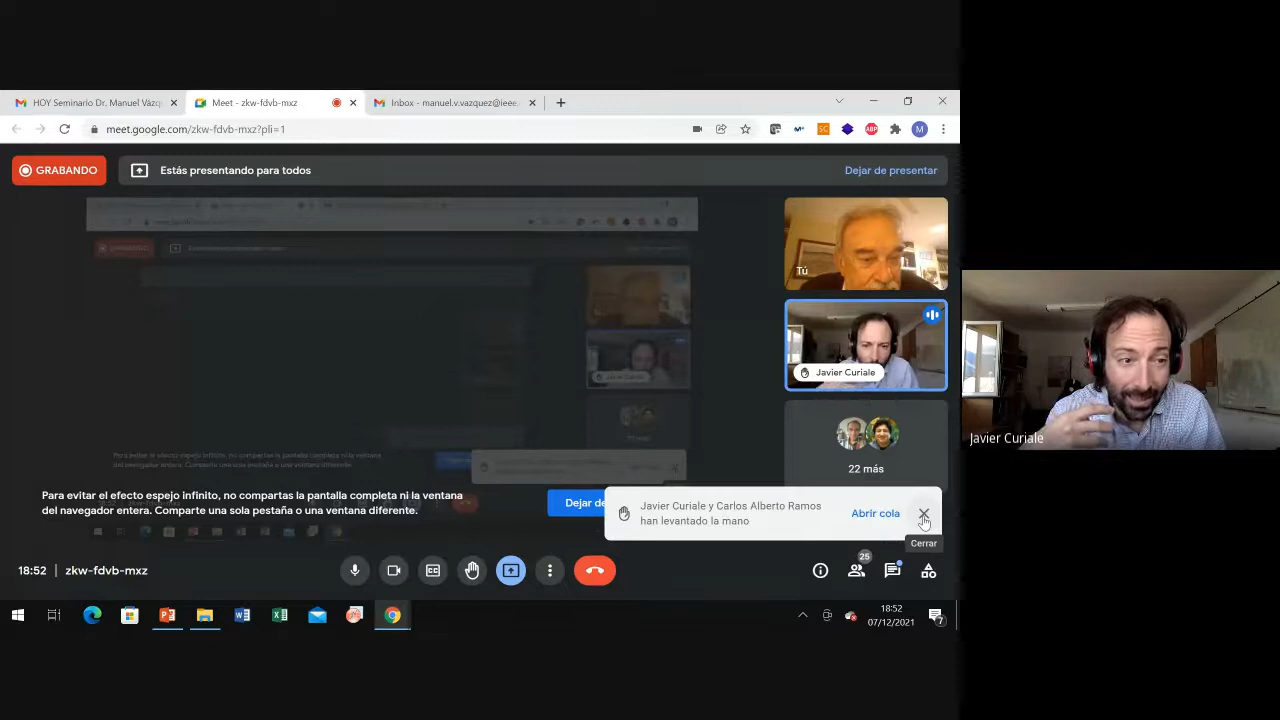 HOY Seminario Dr. Manuel Vázq
Meet - zkw-fdvb-mxz
Inbox - manuel.v.vazquez@ieee.
meet.google.com/zkw-fdvb-mxz?pli=1
SC
ABP
M
GRABANDO
Estás presentando para todos
Dejar de presentar
Tú
Javier Curiale
Javier Curiale
22 más
Para evitar el efecto espejo infinito, no compartas la pantalla completa ni la ventana
del navegador entera. Comparte una sola pestaña o una ventana diferente.
Dejar de
Javier Curiale y Carlos Alberto Ramos
han levantado la mano
Abrir cola
Cerrar
25
18:52
zkw-fdvb-mxz
18:52
07/12/2021
7